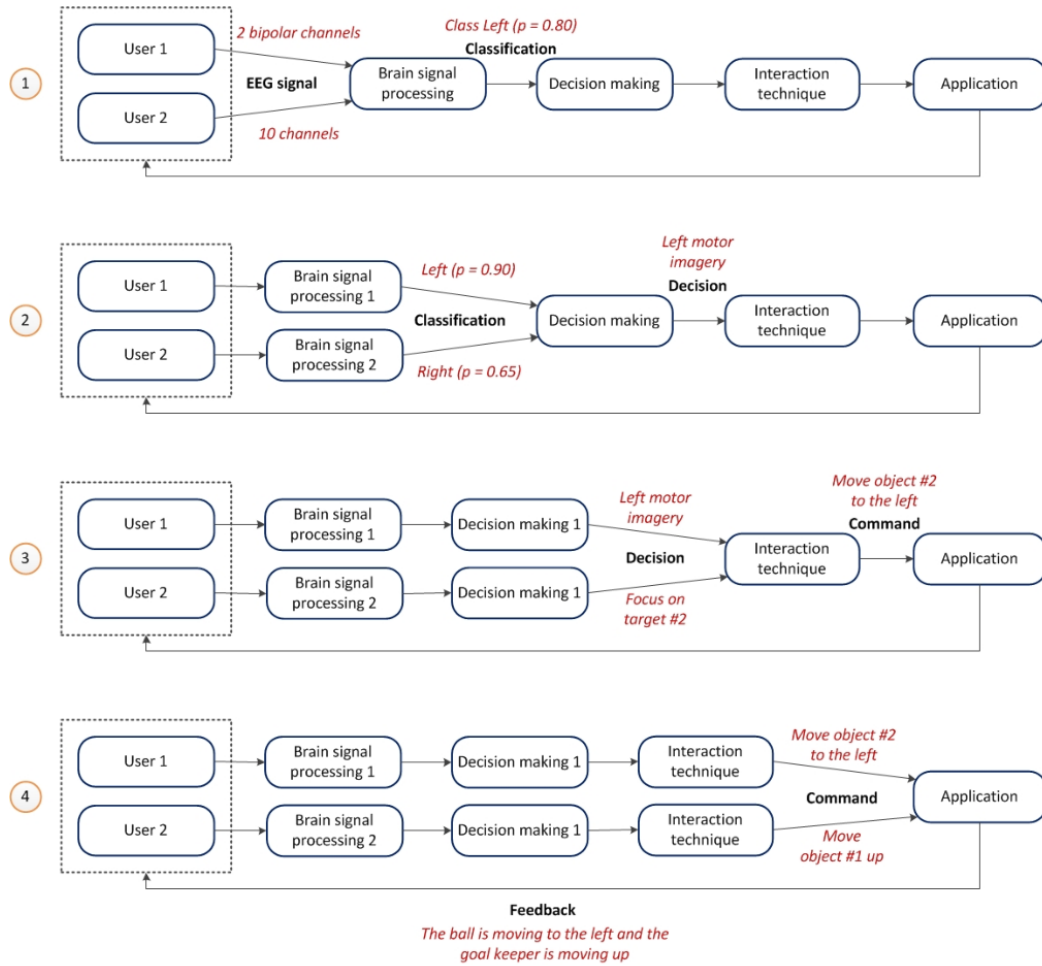 2 bipolar channels
Class Left (p = 0.80)
Classification
User 1
1
EEG signal
Brain signal
processing
Decision making
Interaction
technique
Application
User 2
10 channels
Left motor
imagery
Decision
User 1
Brain signal
processing 1
Left (p = 0.90)
2
Classification
Decision making
Interaction
technique
Application
User 2
Brain signal
processing 2
Right (p = 0.65)
Move object #2
to the left
Command
User 1
Brain signal
processing 1
Decision making 1
Left motor
imagery
3
Decision
Interaction
technique
Application
User 2
Brain signal
processing 2
Decision making 1
Focus on
target #2
User 1
Brain signal
processing 1
Decision making 1
Interaction
technique
Move object #2
to the left
4
Command
Application
User 2
Brain signal
processing 2
Decision making 1
Interaction
technique
Move
object #1 up
Feedback
The ball is moving to the left and the
goal keeper is moving up